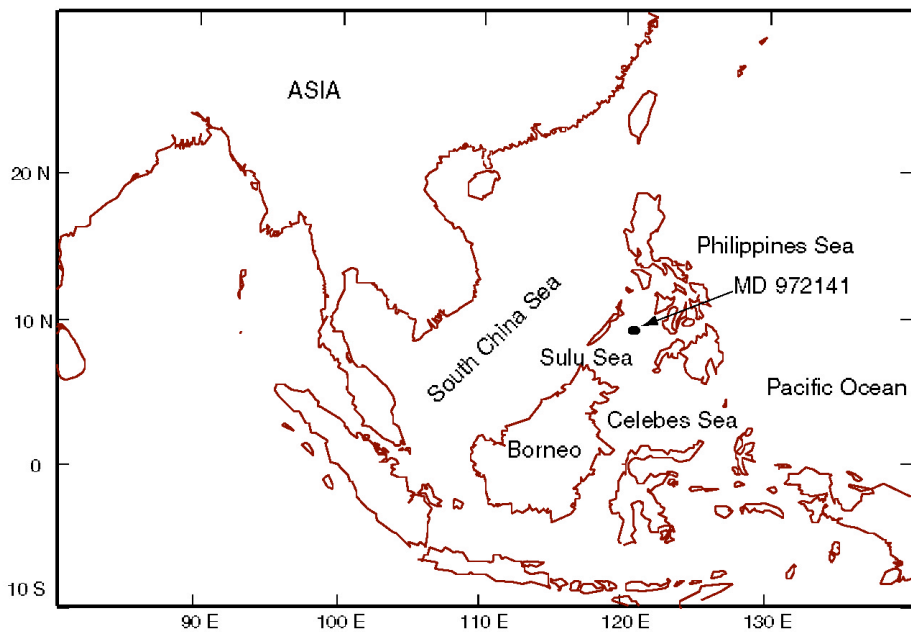 ASIA
20 N
Philippines Sea
MD 972141
10 N
South China Sea
Sulu Sea
Pacific Ocean
Celebes Sea
Borneo
0
10 S
90 E
100 E
110 E
120 E
130 E